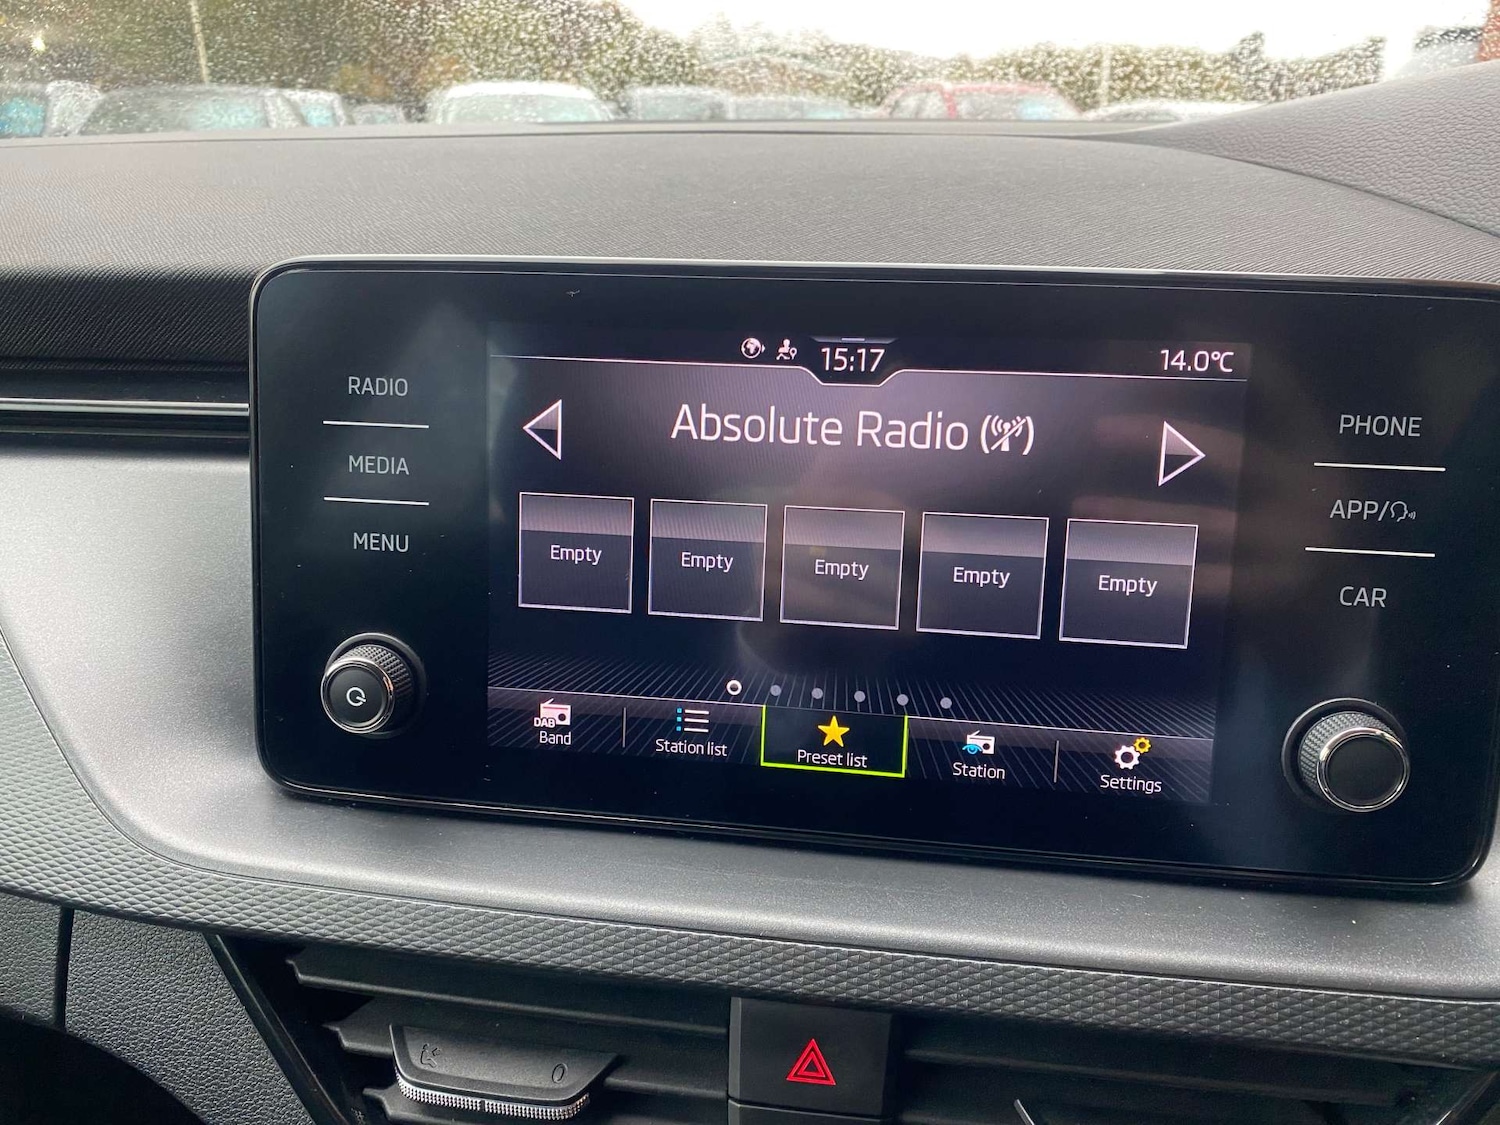 15:17
14.0°C
RADIO
MEDIA
MENU
Absolute Radio
PHONE
APP/
CAR
Empty
Empty
Empty
Empty
Empty
DAB
Band
Station list
Preset list
Station
Settings
0